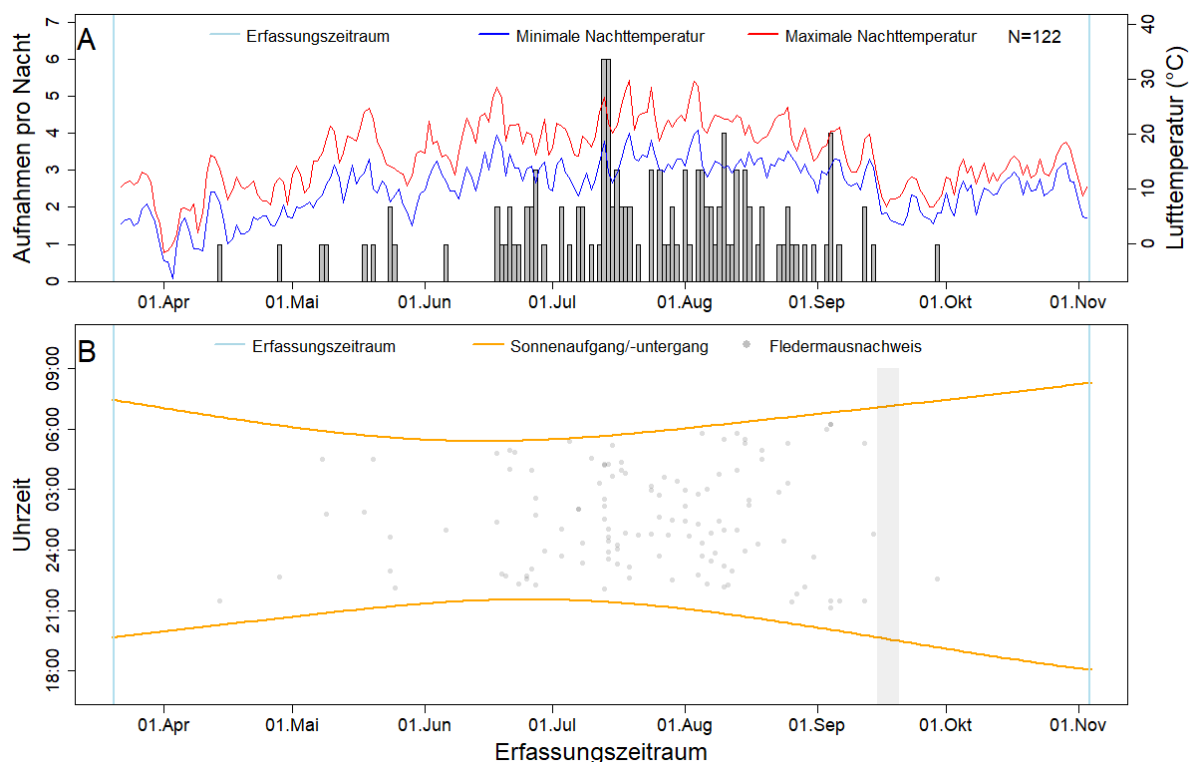 A
Erfassungszeitraum
Minimale Nachttemperatur
Maximale Nachttemperatur
N=122
Aufnahmen pro Nacht
7
6
5
4
3
2
1
0
Lufttemperatur (°C)
40
30
20
10
0
01.Apr
01.Mai
01.Jun
01.Jul
01.Aug
01.Sep
01.Okt
01.Nov
B
Erfassungszeitraum
Sonnenaufgang/-untergang
Fledermausnachweis
Uhrzeit
09:00
06:00
03:00
24:00
21:00
18:00
01.Apr
01.Mai
01.Jun
01.Jul
01.Aug
01.Sep
01.Okt
01.Nov
Erfassungszeitraum